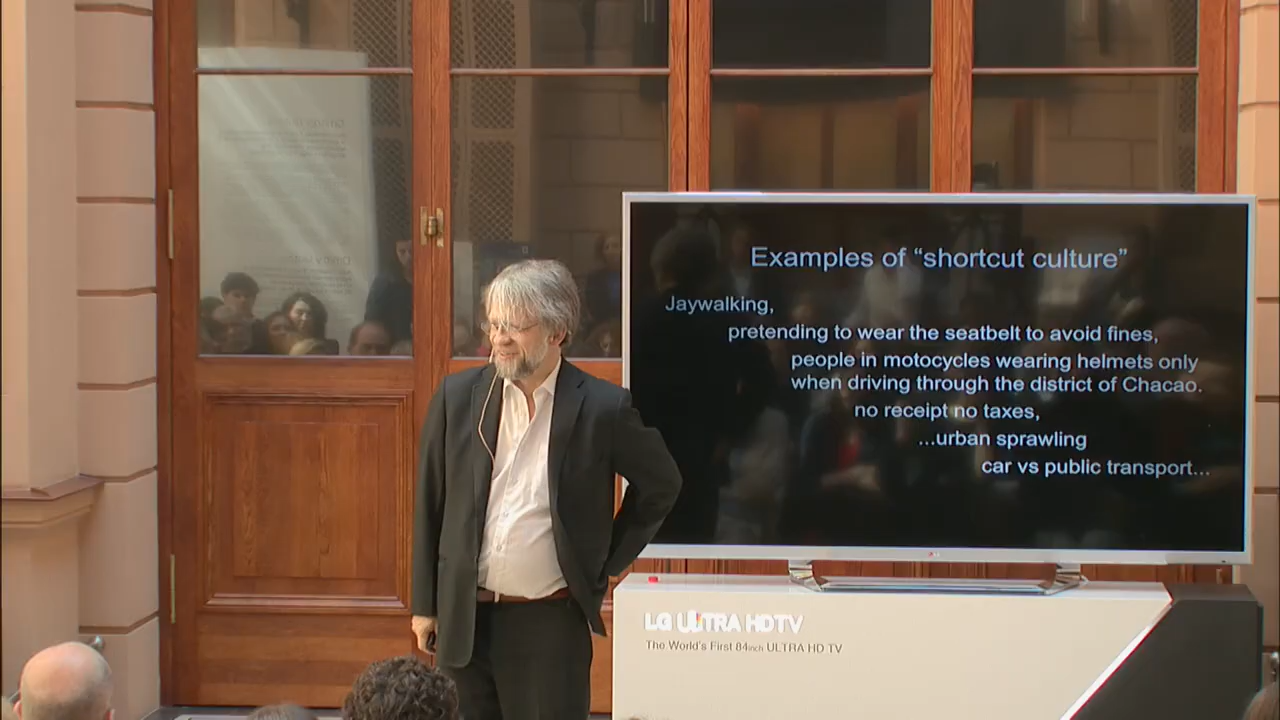 Examples of “shortcut culture”
Jaywalking,
pretending to wear the seatbelt to avoid fines,
people in motocycles wearing helmets only
when driving through the district of Chacao.
no receipt no taxes,
...urban sprawling
car vs public transport...
LG ULTRA HDTV
The World's First 84inch ULTRA HD TV